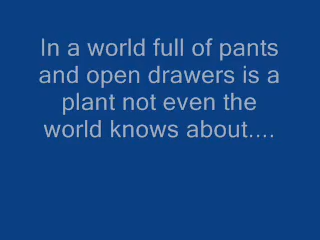 In a world full of pants
and open drawers is a
plant not even the
world knows about....